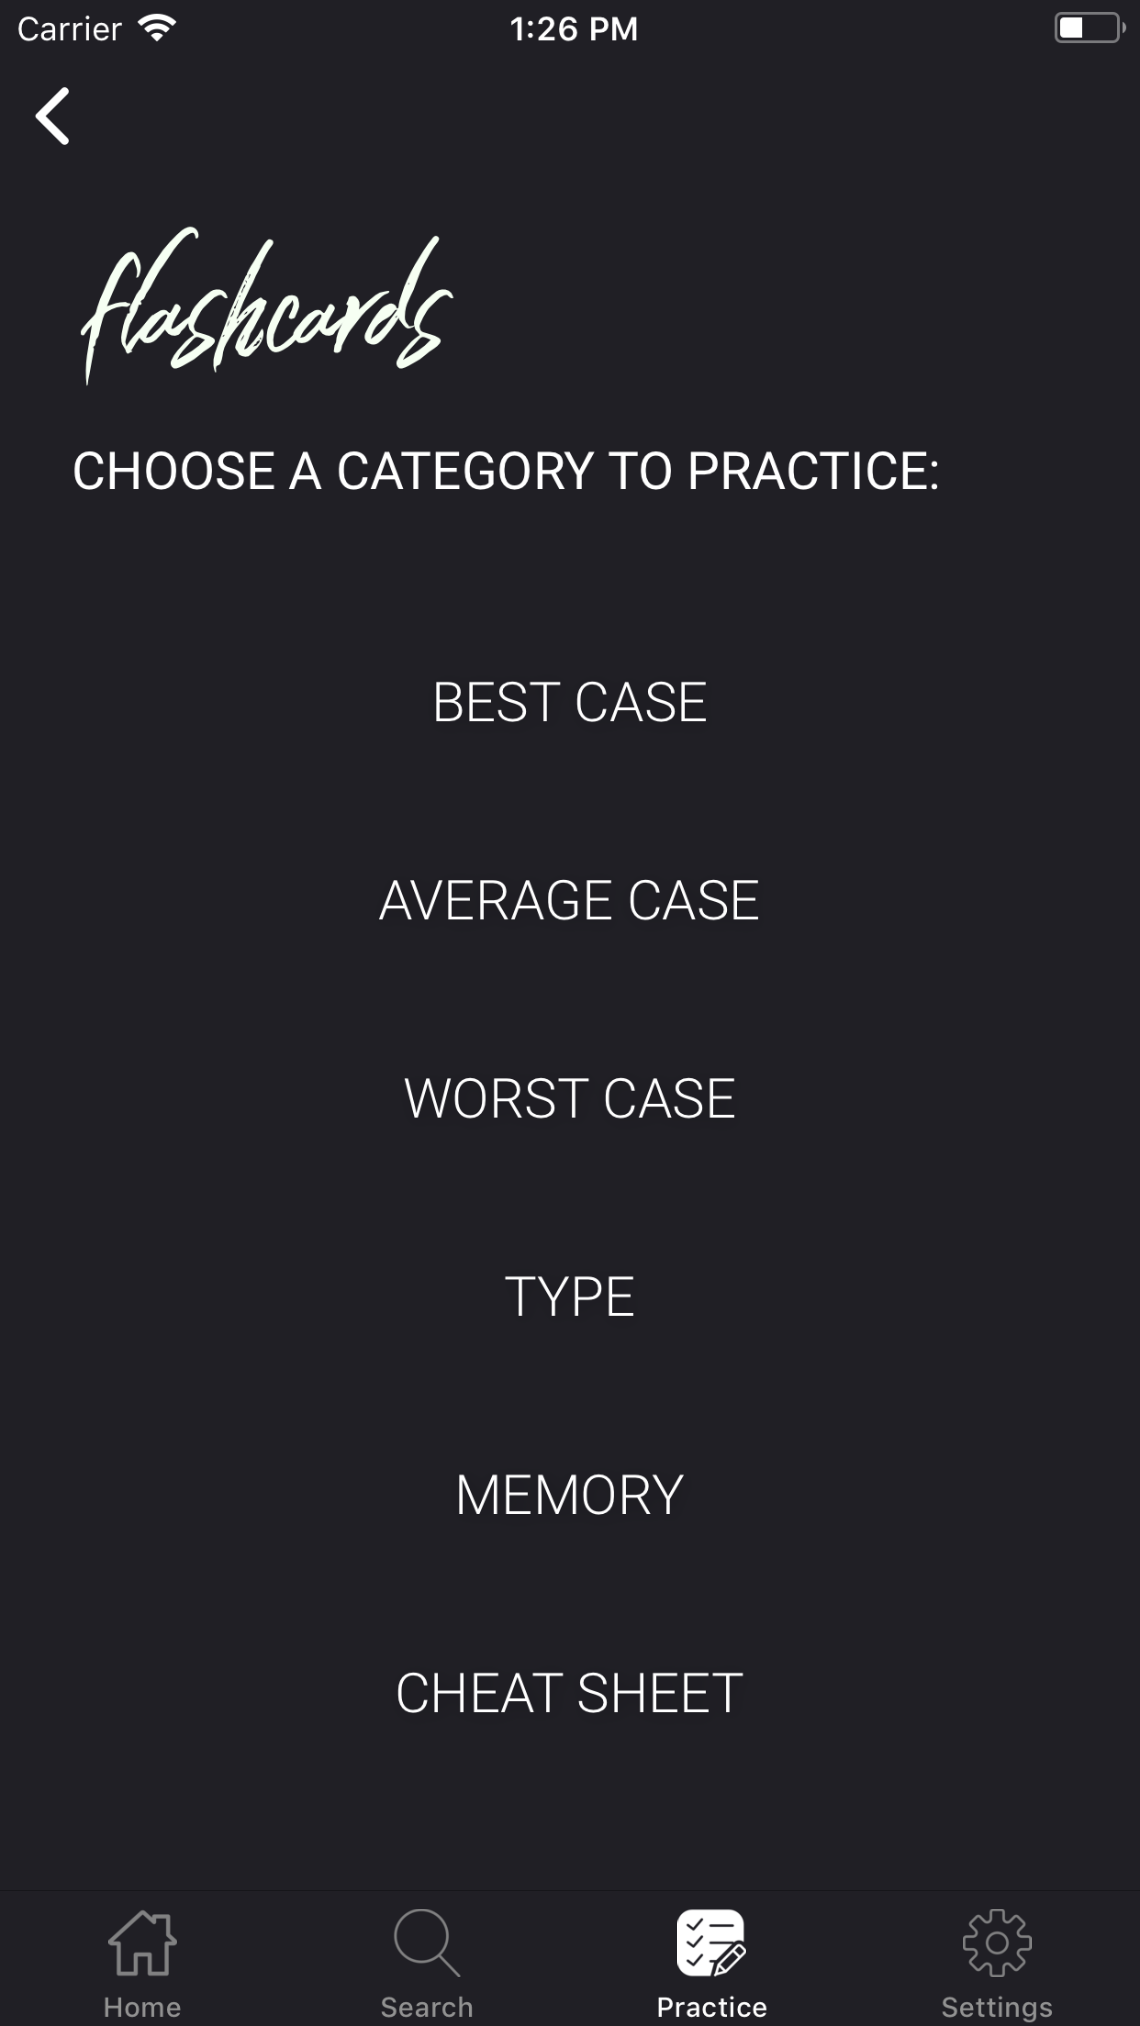 Carrier 1:26 PM
flashcards
CHOOSE A CATEGORY TO PRACTICE:
BEST CASE
AVERAGE CASE
WORST CASE
TYPE
MEMORY
CHEAT SHEET
Home Search Practice Settings